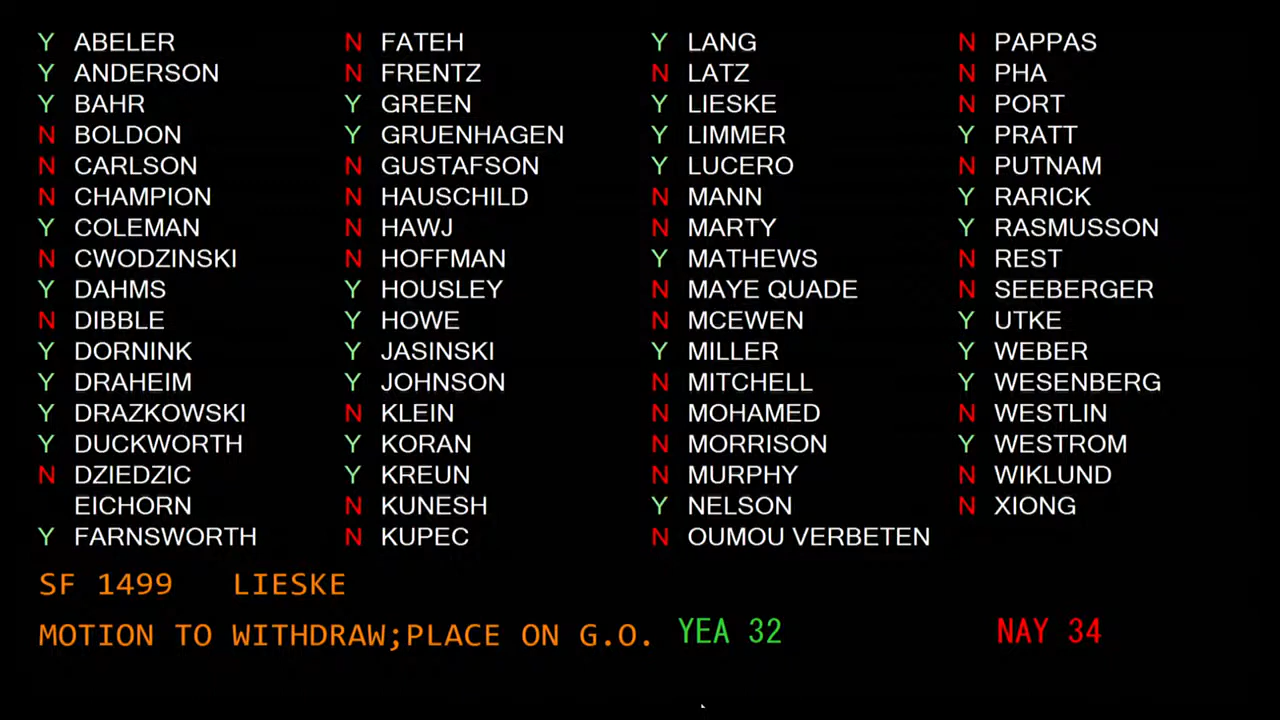 Y ABELER N FATEH Y LANG N PAPPAS
Y ANDERSON N FRENTZ N LATZ N PHA
Y BAHR Y GREEN Y LIESKE N PORT
N BOLDON Y GRUENHAGEN Y LIMMER Y PRATT
N CARLSON N GUSTAFSON Y LUCERO N PUTNAM
N CHAMPION N HAUSCHILD N MANN Y RARICK
Y COLEMAN N HAWJ N MARTY Y RASMUSSON
N CWODZINSKI N HOFFMAN Y MATHEWS N REST
Y DAHMS Y HOUSLEY N MAYE QUADE N SEEBERGER
N DIBBLE Y HOWE N MCEWEN Y UTKE
Y DORNINK Y JASINSKI Y MILLER Y WEBER
Y DRAHEIM Y JOHNSON N MITCHELL Y WESENBERG
Y DRAZKOWSKI N KLEIN N MOHAMED N WESTLIN
Y DUCKWORTH Y KORAN N MORRISON Y WESTROM
N DZIEDZIC Y KREUN N MURPHY N WIKLUND
EICHORN N KUNESH Y NELSON N XIONG
Y FARNSWORTH N KUPEC N OUMOU VERBETEN
SF 1499 LIESKE
MOTION TO WITHDRAW;PLACE ON G.O. YEA 32 NAY 34